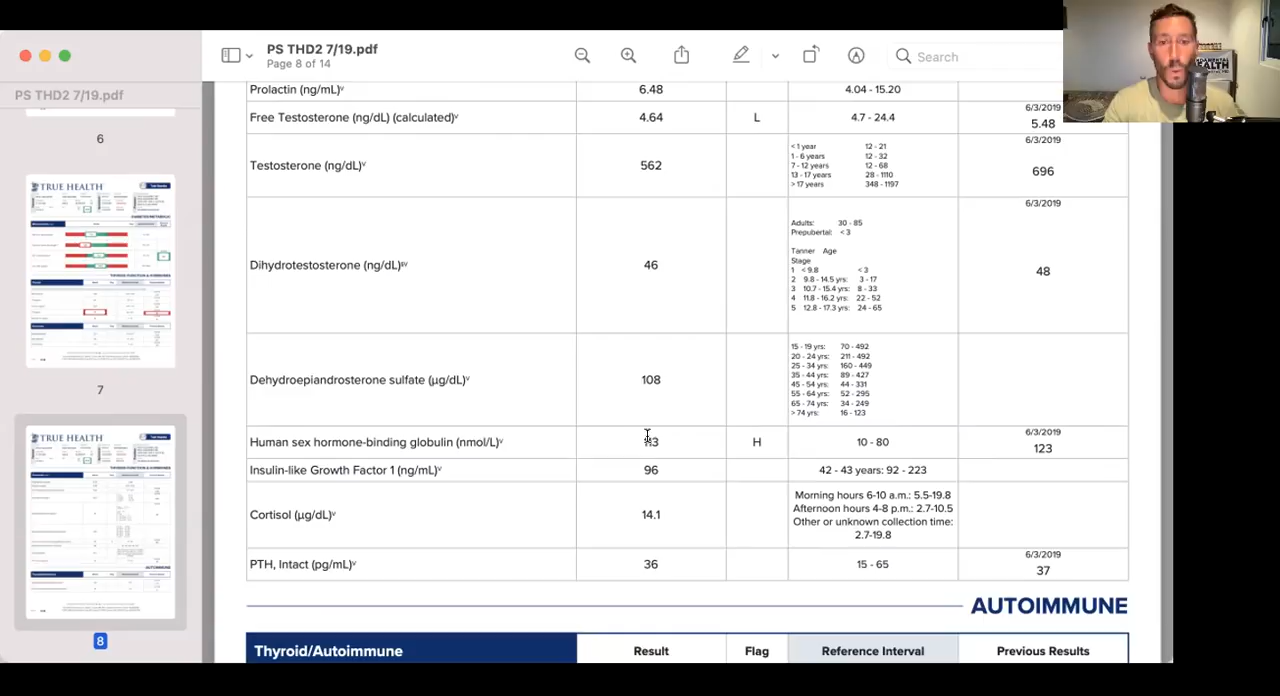 PS THD2 7/19.pdf
Page 8 of 14
Search
PS THD2 7/19.pdf
6
TRUE HEALTH
7
TRUE HEALTH
8
Prolactin (ng/mL)ᵛ 6.48 4.04 - 15.20
Free Testosterone (ng/dL) (calculated)ᵛ 4.64 L 4.7 - 24.4 6/3/2019
5.48
Testosterone (ng/dL)ᵛ 562 6/3/2019
696
< 1 year 12 - 21
1 - 6 years 12 - 32
7 - 12 years 12 - 68
13 - 17 years 28 - 1110
> 17 years 348 - 1197
Dihydrotestosterone (ng/dL) 46 6/3/2019
48
Adults: 30 - 85
Prepubertal: < 3
Tanner Age
Stage
1 < 9.8 < 3
2 9.8 - 14.5 yrs: 3 - 17
3 10.7 - 15.4 yrs: 8 - 33
4 11.8 - 16.2 yrs: 22 - 52
5 12.8 - 17.3 yrs: 24 - 65
Dehydroepiandrosterone sulfate (µg/dL)ᵛ 108
15 - 19 yrs: 70 - 492
20 - 24 yrs: 211 - 492
25 - 34 yrs: 160 - 449
35 - 44 yrs: 89 - 427
45 - 54 yrs: 44 - 331
55 - 64 yrs: 52 - 295
65 - 74 yrs: 34 - 249
> 74 yrs: 16 - 123
Human sex hormone-binding globulin (nmol/L)ᵛ H 10 - 80 6/3/2019
123
Insulin-like Growth Factor 1 (ng/mL)ᵛ 96 42 - 43 years: 92 - 223
Cortisol (µg/dL)ᵛ 14.1
Morning hours 6-10 a.m.: 5.5-19.8
Afternoon hours 4-8 p.m.: 2.7-10.5
Other or unknown collection time:
2.7-19.8
PTH, Intact (pg/mL)ᵛ 36 15 - 65 6/3/2019
37
AUTOIMMUNE
Thyroid/Autoimmune Result Flag Reference Interval Previous Results
HEALTH